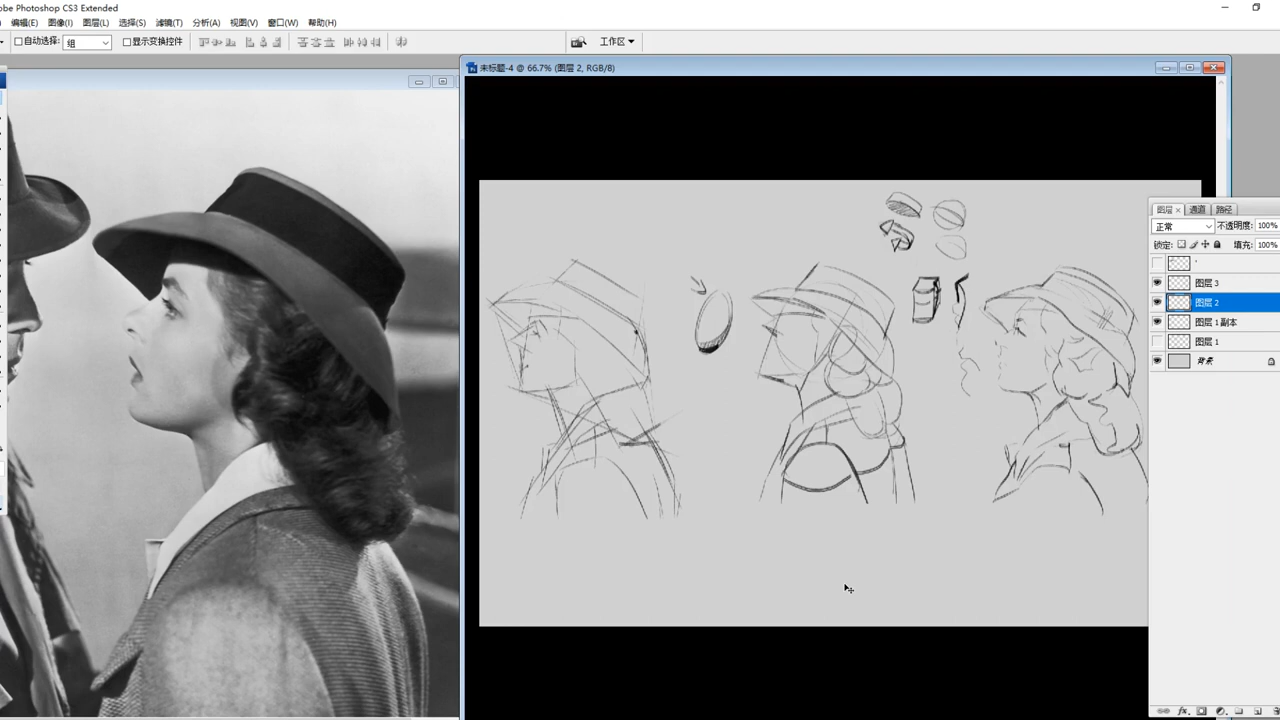 obe Photoshop CS3 Extended
编辑(E) 图像(I) 图层(L) 选择(S) 滤镜(T) 分析(A) 视图(V) 窗口(W) 帮助(H)
自动选择: 组 显示变换控件 工作区
未标题-4 @ 66.7% (图层 2, RGB/8)
图层 通道 路径
正常 不透明度: 100%
锁定: 填充: 100%
图层 3
图层 2
图层 1 副本
图层 1
背景
fx